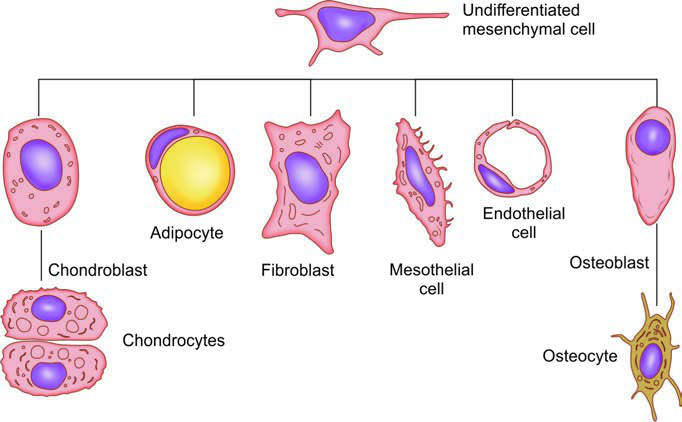 Undifferentiated
mesenchymal cell
Adipocyte
Endothelial
cell
Chondroblast
Fibroblast
Mesothelial
cell
Osteoblast
Chondrocytes
Osteocyte